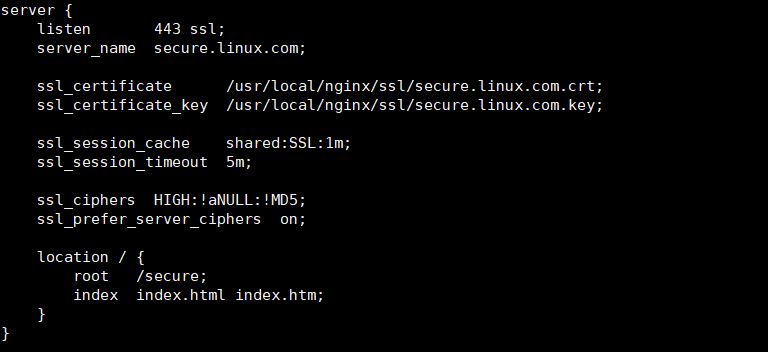 server {
    listen       443 ssl;
    server_name  secure.linux.com;

    ssl_certificate      /usr/local/nginx/ssl/secure.linux.com.crt;
    ssl_certificate_key  /usr/local/nginx/ssl/secure.linux.com.key;

    ssl_session_cache    shared:SSL:1m;
    ssl_session_timeout  5m;

    ssl_ciphers  HIGH:!aNULL:!MD5;
    ssl_prefer_server_ciphers  on;

    location / {
        root   /secure;
        index  index.html index.htm;
    }
}